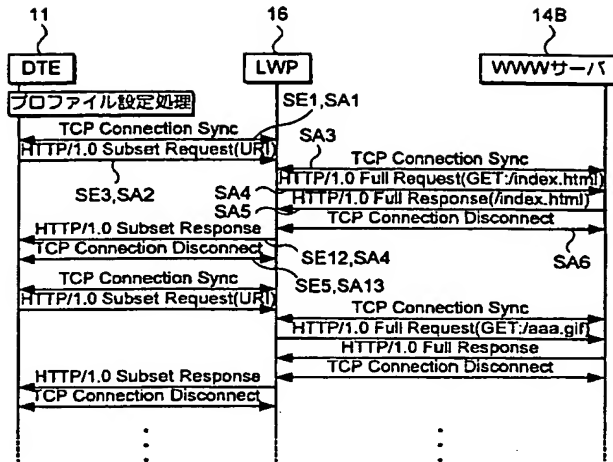 11
16
14B
DTE
LWP
WWWサーバ
プロファイル設定処理
SE1,SA1
TCP Connection Sync
SA3
HTTP/1.0 Subset Request(URI)
TCP Connection Sync
HTTP/1.0 Full Request(GET:/index.html)
SE3,SA2
SA4
HTTP/1.0 Full Response(/index.html)
SA5
TCP Connection Disconnect
HTTP/1.0 Subset Response
SA6
TCP Connection Disconnect
SE12,SA4
SE5,SA13
TCP Connection Sync
HTTP/1.0 Subset Request(URI)
TCP Connection Sync
HTTP/1.0 Full Request(GET:/aaa.gif)
HTTP/1.0 Full Response
HTTP/1.0 Subset Response
TCP Connection Disconnect
TCP Connection Disconnect